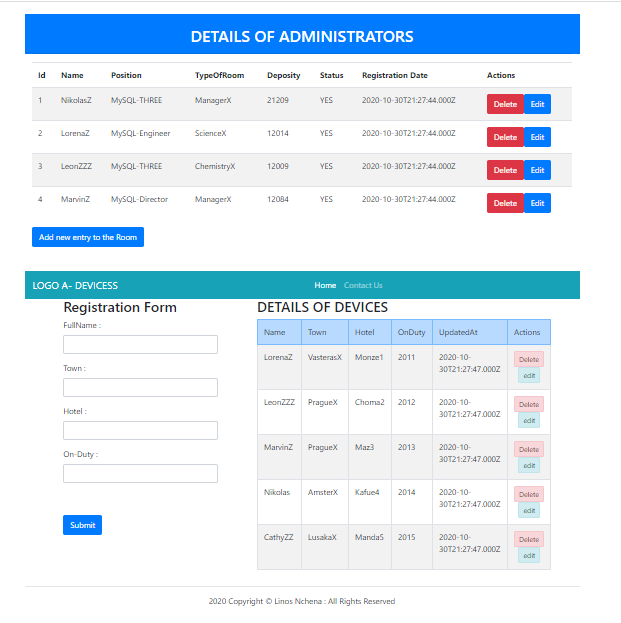 DETAILS OF ADMINISTRATORS
Id Name Position TypeOfRoom Deposity Status Registration Date Actions
1 NikolasZ MySQL-THREE ManagerX 21209 YES 2020-10-30T21:27:44.000Z Delete Edit
2 LorenaZ MySQL-Engineer ScienceX 12014 YES 2020-10-30T21:27:44.000Z Delete Edit
3 LeonZZZ MySQL-THREE ChemistryX 12009 YES 2020-10-30T21:27:44.000Z Delete Edit
4 MarvinZ MySQL-Director ManagerX 12084 YES 2020-10-30T21:27:44.000Z Delete Edit
Add new entry to the Room
LOGO A- DEVICESS Home Contact Us
Registration Form
FullName :
Town :
Hotel :
On-Duty :
Submit
DETAILS OF DEVICES
Name Town Hotel OnDuty UpdatedAt Actions
LorenaZ VasterasX Monze1 2011 2020-10- Delete
30T21:27:47.000Z edit
LeonZZZ PragueX Choma2 2012 2020-10- Delete
30T21:27:47.000Z edit
MarvinZ PragueX Maz3 2013 2020-10- Delete
30T21:27:47.000Z edit
Nikolas AmsterX Kafue4 2014 2020-10- Delete
30T21:27:47.000Z edit
CathyZZ LusakaX Manda5 2015 2020-10- Delete
30T21:27:47.000Z edit
2020 Copyright © Linos Nchena : All Rights Reserved